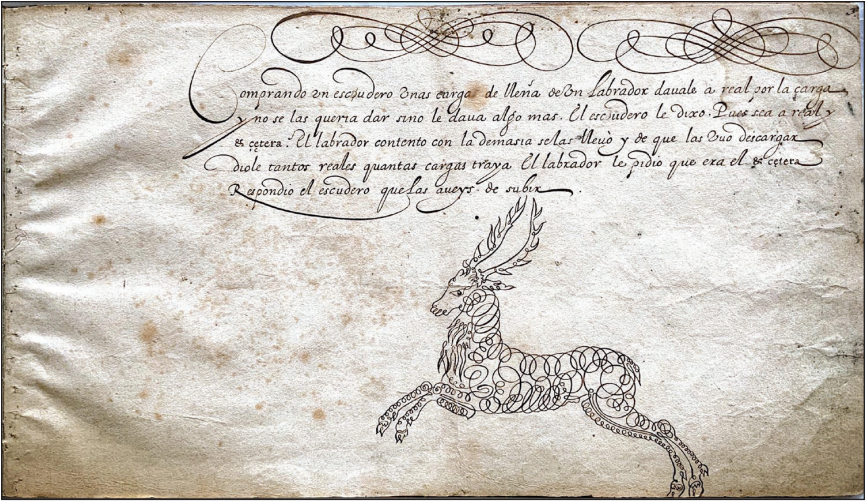 Comprando vn escudero vnas cargas de lleña de vn labrador dauale a real por la carga
y no se las queria dar sino le daua algo mas. El escudero le dixo. Pues sea a real y
& cetera. El labrador contento con la demasia se las lleuo y de que las vuo descargar
diole tantos reales quantas cargas traya. El labrador le pidio que era el & cetera
Respondio el escudero que las aueys de subir.